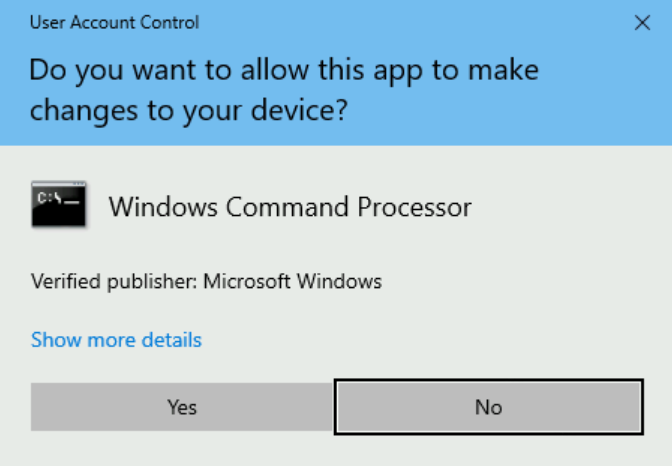 User Account Control
Do you want to allow this app to make
changes to your device?
C:\_
Windows Command Processor
Verified publisher: Microsoft Windows
Show more details
Yes
No